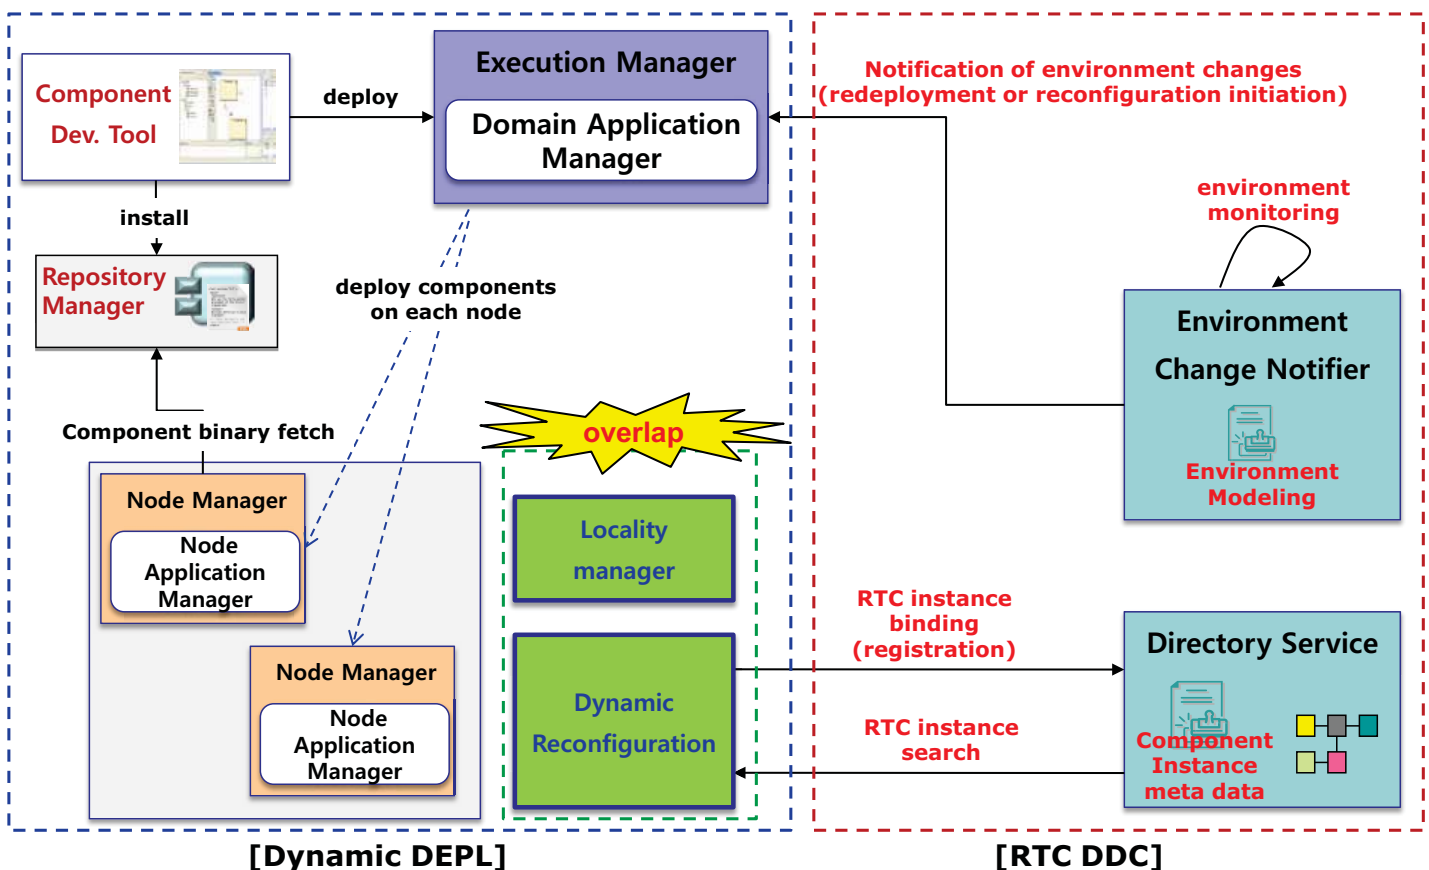 Component
Dev. Tool
deploy
Execution Manager
Domain Application
Manager
Notification of environment changes
(redeployment or reconfiguration initiation)
install
environment
monitoring
Repository
Manager
deploy components
on each node
Environment
Change Notifier
Environment
Modeling
Component binary fetch
overlap
Node Manager
Node
Application
Manager
Locality
manager
Node Manager
Node
Application
Manager
Dynamic
Reconfiguration
RTC instance
binding
(registration)
RTC instance
search
Directory Service
Component
Instance
meta data
[Dynamic DEPL]
[RTC DDC]